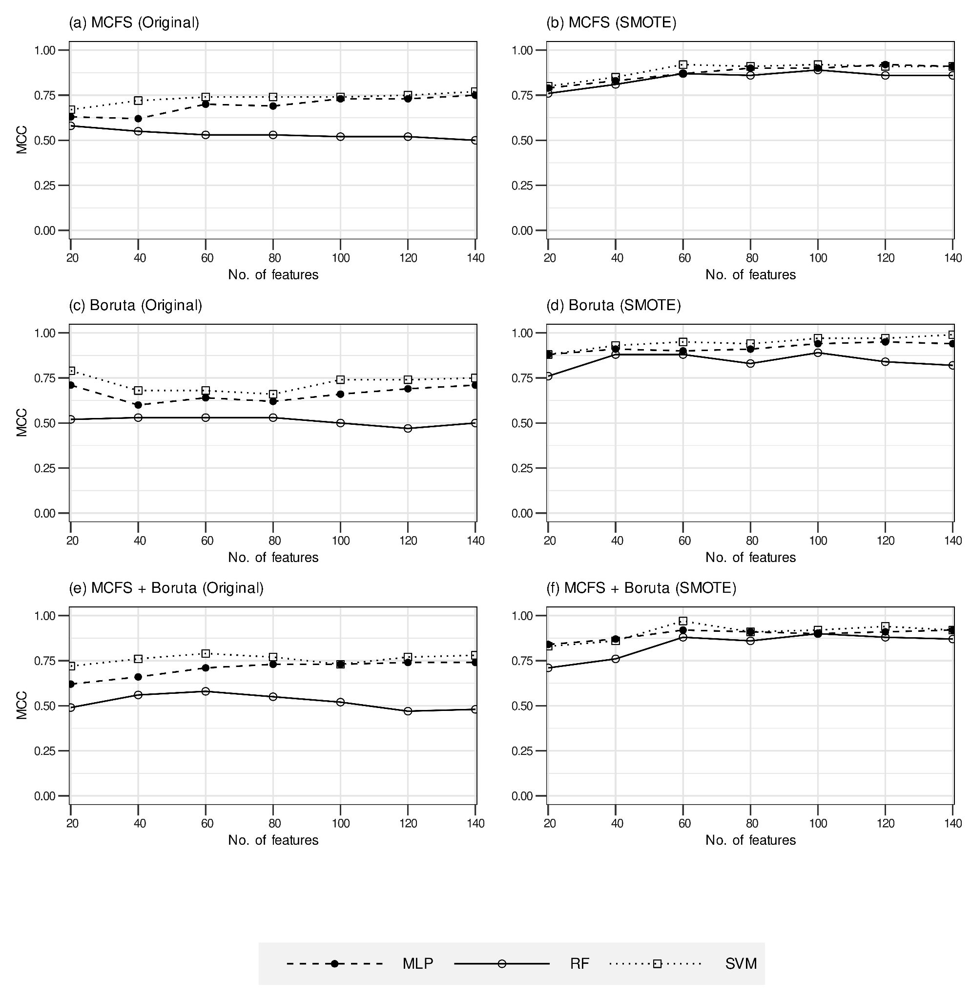 (a) MCFS (Original)
1.00
0.75
0.50
0.25
0.00
MCC
20 40 60 80 100 120 140
No. of features
(b) MCFS (SMOTE)
1.00
0.75
0.50
0.25
0.00
20 40 60 80 100 120 140
No. of features
(c) Boruta (Original)
1.00
0.75
0.50
0.25
0.00
MCC
20 40 60 80 100 120 140
No. of features
(d) Boruta (SMOTE)
1.00
0.75
0.50
0.25
0.00
20 40 60 80 100 120 140
No. of features
(e) MCFS + Boruta (Original)
1.00
0.75
0.50
0.25
0.00
MCC
20 40 60 80 100 120 140
No. of features
(f) MCFS + Boruta (SMOTE)
1.00
0.75
0.50
0.25
0.00
20 40 60 80 100 120 140
No. of features
MLP RF SVM